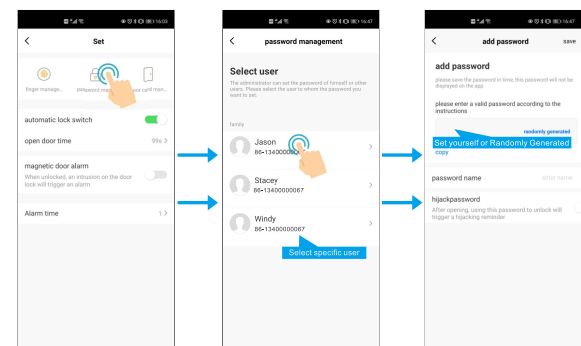 16:03
Set
finger manage...
password man
card man...
automatic lock switch
open door time
99s >
magnetic door alarm
When unlocked, an intrusion on the door
lock will trigger an alarm
Alarm time
1 >
16:47
password management
Select user
The administrator can set the password of himself or other
users. Please select the user to whom the password you
want to set.
family
Jason
86-13400000067
Stacey
86-13400000067
Windy
86-13400000067
Select specific user
16:47
add password
save
add password
please save the password in time, this password will not be
displayed on the app
please enter a valid password according to the
instructions
randomly generated
Set yourself or Randomly Generated
copy
password name
enter name
hijackpassword
After opening, using this password to unlock will
trigger a hijacking reminder